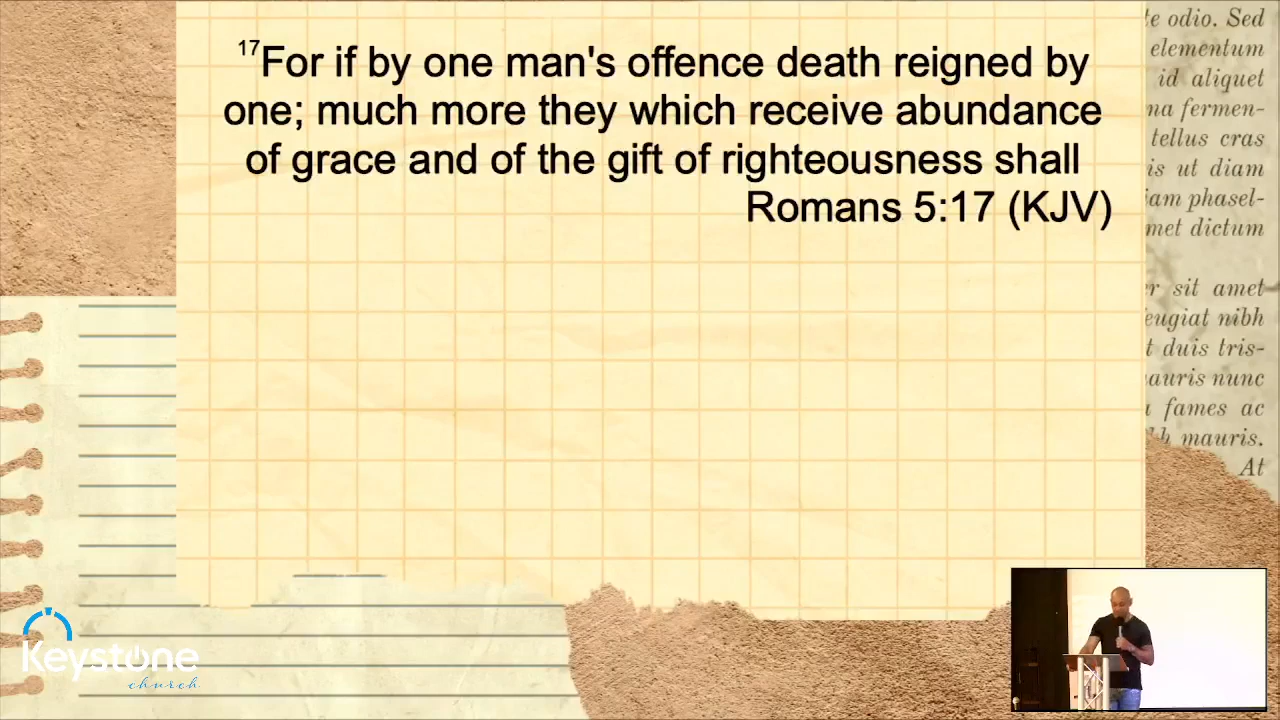 17For if by one man's offence death reigned by
one; much more they which receive abundance
of grace and of the gift of righteousness shall
Romans 5:17 (KJV)
te odio. Sed
elementum
id aliquet
na fermen-
tellus cras
is ut diam
iam phasel-
met dictum
r sit amet
feugiat nibh
t duis tris-
mauris nunc
fames ac
mauris.
At
Keystone
church